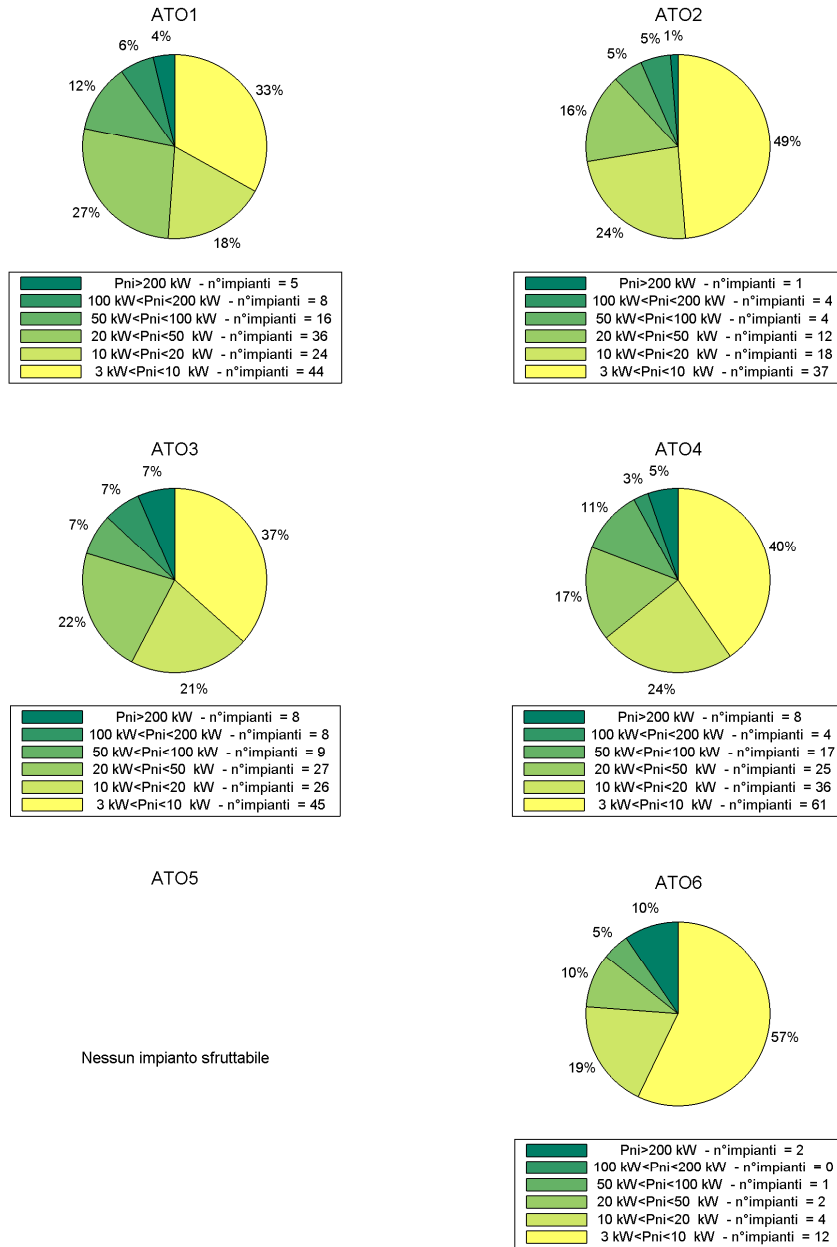 ATO1
4%
6%
12%
33%
27%
18%
Pni>200 kW - n°impianti = 5
100 kW<Pni<200 kW - n°impianti = 8
50 kW<Pni<100 kW - n°impianti = 16
20 kW<Pni<50 kW - n°impianti = 36
10 kW<Pni<20 kW - n°impianti = 24
3 kW<Pni<10 kW - n°impianti = 44
ATO2
1%
5%
5%
16%
49%
24%
Pni>200 kW - n°impianti = 1
100 kW<Pni<200 kW - n°impianti = 4
50 kW<Pni<100 kW - n°impianti = 4
20 kW<Pni<50 kW - n°impianti = 12
10 kW<Pni<20 kW - n°impianti = 18
3 kW<Pni<10 kW - n°impianti = 37
ATO3
7%
7%
7%
37%
22%
21%
Pni>200 kW - n°impianti = 8
100 kW<Pni<200 kW - n°impianti = 8
50 kW<Pni<100 kW - n°impianti = 9
20 kW<Pni<50 kW - n°impianti = 27
10 kW<Pni<20 kW - n°impianti = 26
3 kW<Pni<10 kW - n°impianti = 45
ATO4
5%
3%
11%
40%
17%
24%
Pni>200 kW - n°impianti = 8
100 kW<Pni<200 kW - n°impianti = 4
50 kW<Pni<100 kW - n°impianti = 17
20 kW<Pni<50 kW - n°impianti = 25
10 kW<Pni<20 kW - n°impianti = 36
3 kW<Pni<10 kW - n°impianti = 61
ATO5
Nessun impianto sfruttabile
ATO6
10%
5%
10%
57%
19%
Pni>200 kW - n°impianti = 2
100 kW<Pni<200 kW - n°impianti = 0
50 kW<Pni<100 kW - n°impianti = 1
20 kW<Pni<50 kW - n°impianti = 2
10 kW<Pni<20 kW - n°impianti = 4
3 kW<Pni<10 kW - n°impianti = 12